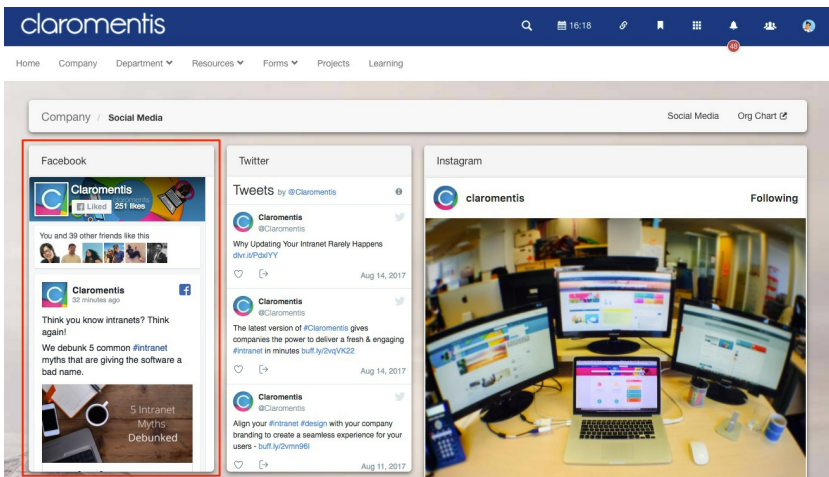 claromentis
16:18
48
Home Company Department Resources Forms Projects Learning
Company / Social Media
Social Media Org Chart
Facebook
Claromentis
Liked 251 likes
You and 39 other friends like this
Claromentis
32 minutes ago
Think you know intranets? Think
again!
We debunk 5 common #intranet
myths that are giving the software a
bad name.
5 Intranet
Myths
Debunked
Twitter
Tweets by @Claromentis
Claromentis
@Claromentis
Why Updating Your Intranet Rarely Happens
dlvr.it/PdxlYY
Aug 14, 2017
Claromentis
@Claromentis
The latest version of #Claromentis gives
companies the power to deliver a fresh & engaging
#intranet in minutes buff.ly/2vqVK22
Aug 14, 2017
Claromentis
@Claromentis
Align your #intranet #design with your company
branding to create a seamless experience for your
users - buff.ly/2vmn96l
Aug 11, 2017
Instagram
claromentis Following